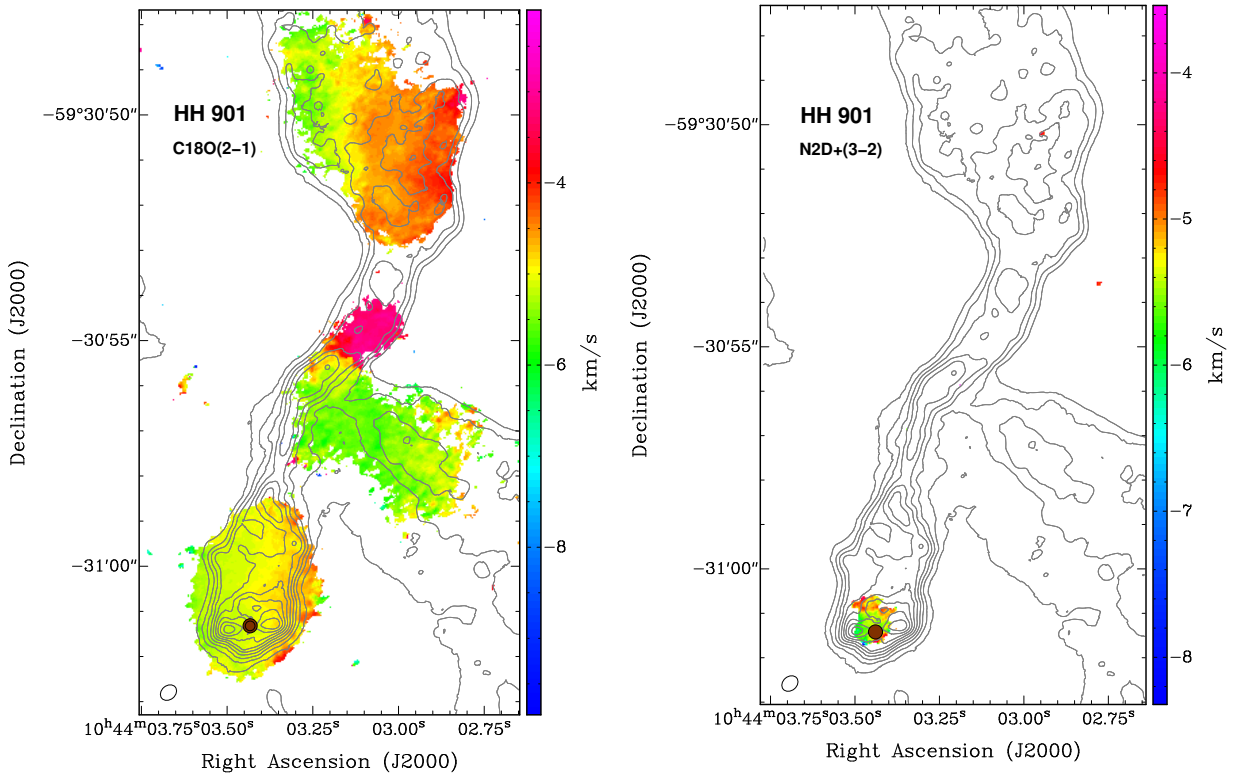 HH 901
C18O(2−1)
−59°30′50″
−30′55″
−31′00″
10ʰ44ᵐ03.75ˢ
03.50ˢ
03.25ˢ
03.00ˢ
02.75ˢ
Right Ascension (J2000)
Declination (J2000)
−4
−6
−8
km/s
HH 901
N2D+(3−2)
−59°30′50″
−30′55″
−31′00″
10ʰ44ᵐ03.75ˢ
03.50ˢ
03.25ˢ
03.00ˢ
02.75ˢ
Right Ascension (J2000)
Declination (J2000)
−4
−5
−6
−7
−8
km/s